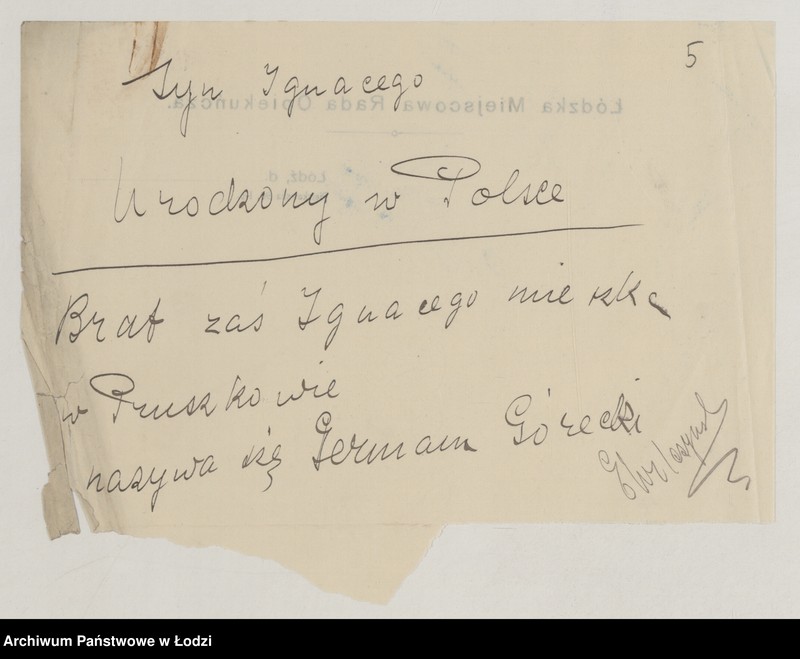 5
Syn Ignacego
Łódzka Miejscowa Rada Opiekuńcza.
Łódź, d.
Urodzony w Polsce
Brat zaś Ignacego mieszka
w Pruszkowie
nazywa się German Górecki
Archiwum Państwowe w Łodzi